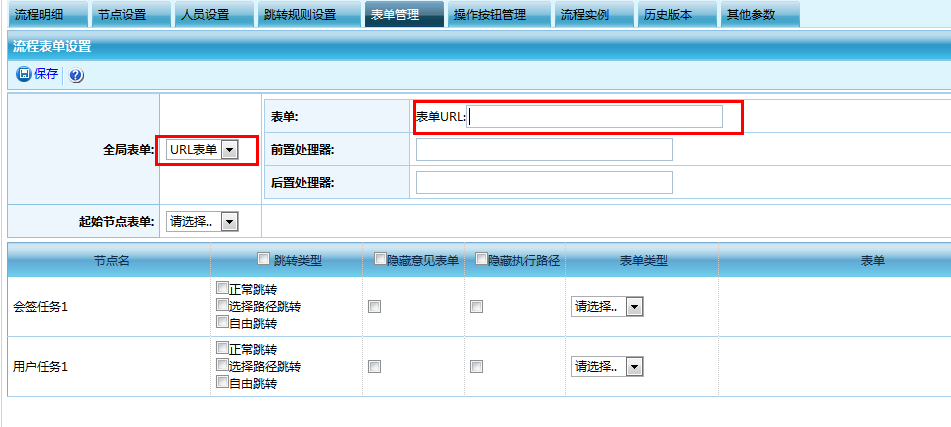 流程明细 节点设置 人员设置 跳转规则设置 表单管理 操作按钮管理 流程实例 历史版本 其他参数
流程表单设置
保存 ?
表单: 表单URL:
全局表单: URL表单 前置处理器:
后置处理器:
起始节点表单: 请选择..
节点名 跳转类型 隐藏意见表单 隐藏执行路径 表单类型 表单
正常跳转
会签任务1 选择路径跳转 请选择..
自由跳转
正常跳转
用户任务1 选择路径跳转 请选择..
自由跳转